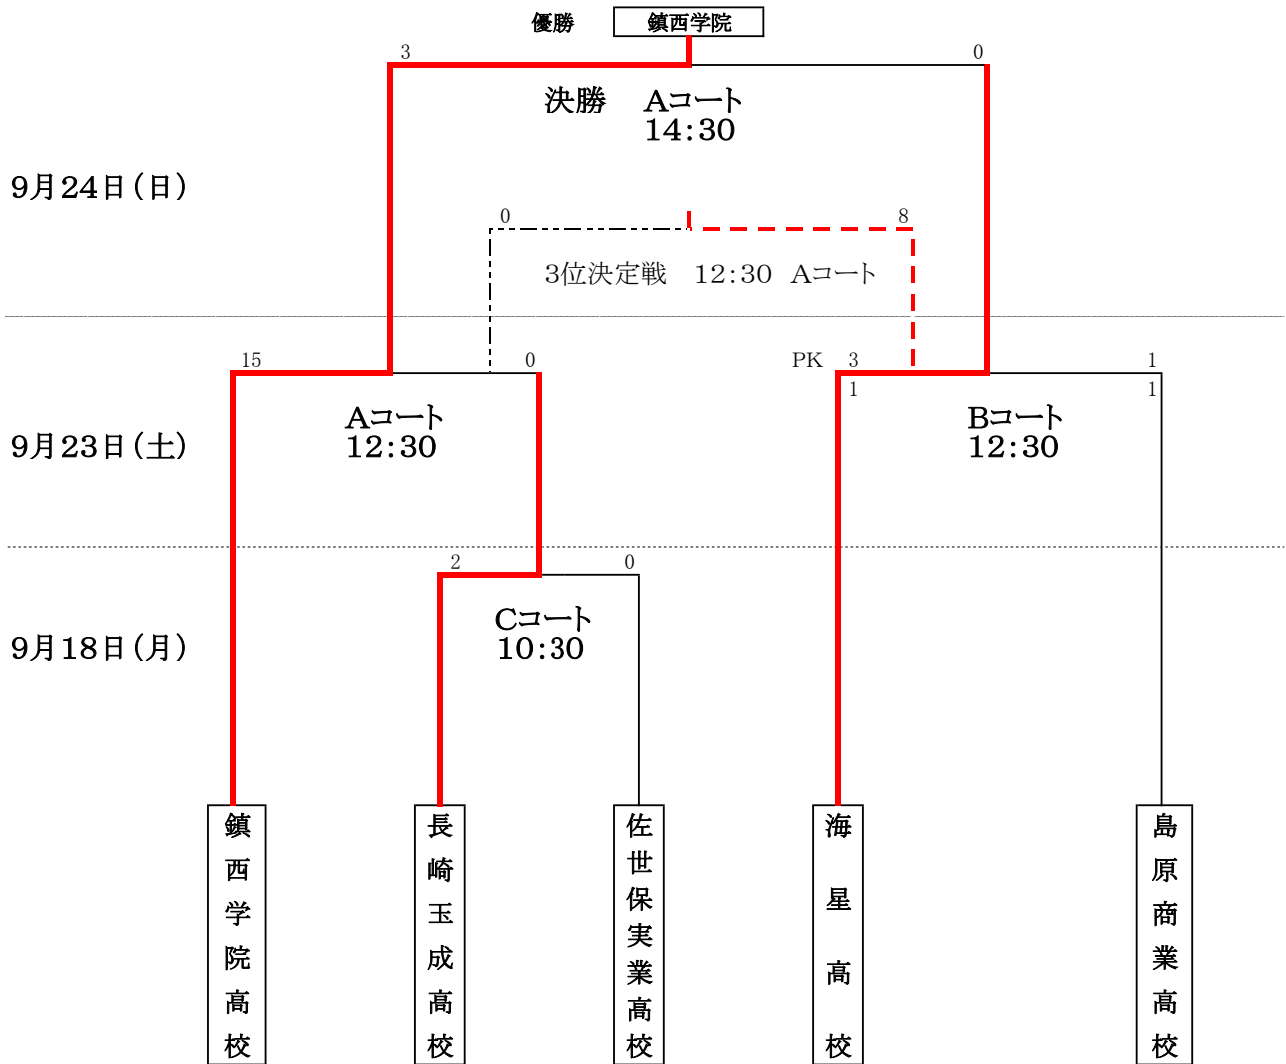 優勝 鎮西学院
3 0
決勝 Aコート
14:30
9月24日(日)
0 8
3位決定戦 12:30 Aコート
15 0 PK 3 1
1 1
Aコート Bコート
9月23日(土) 12:30 12:30
2 0
Cコート
9月18日(月) 10:30
鎮西学院高校
長崎玉成高校
佐世保実業高校
海星高校
島原商業高校